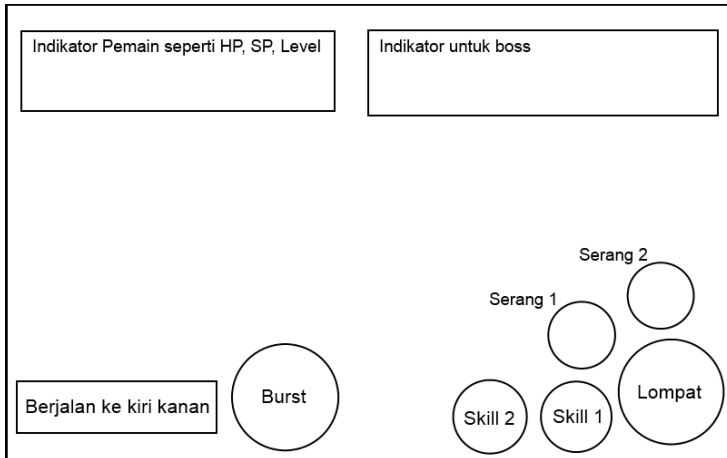 Indikator Pemain seperti HP, SP, Level
Indikator untuk boss
Serang 2
Serang 1
Berjalan ke kiri kanan
Burst
Skill 2
Skill 1
Lompat